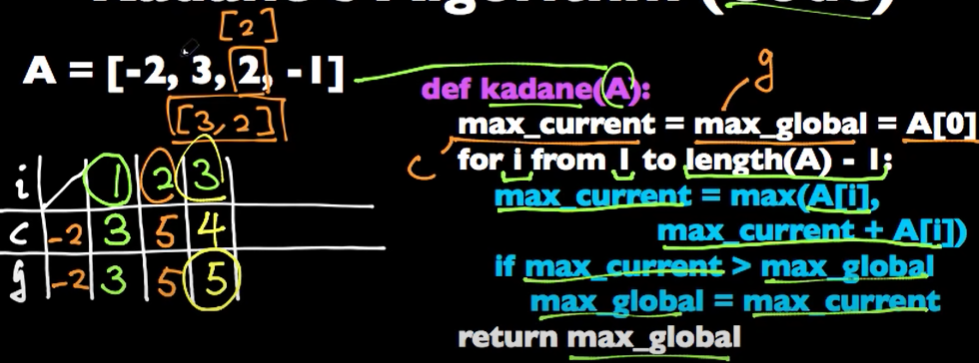 Kadane's Algorithm (Code)
[2]
A = [-2, 3, 2, -1]
[3, 2]
def kadane(A):
g
max_current = max_global = A[0]
c
for i from 1 to length(A) - 1:
max_current = max(A[i],
max_current + A[i])
if max_current > max_global
max_global = max_current
return max_global
i 1 2 3
c -2 3 5 4
g -2 3 5 5